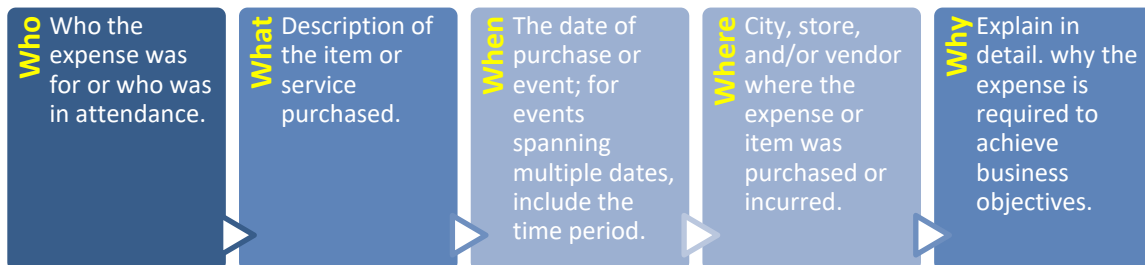 Who
Who the
expense was
for or who was
in attendance.
What
Description of
the item or
service
purchased.
When
The date of
purchase or
event; for
events
spanning
multiple dates,
include the
time period.
Where
City, store,
and/or vendor
where the
expense or
item was
purchased or
incurred.
Why
Explain in
detail. why the
expense is
required to
achieve
business
objectives.